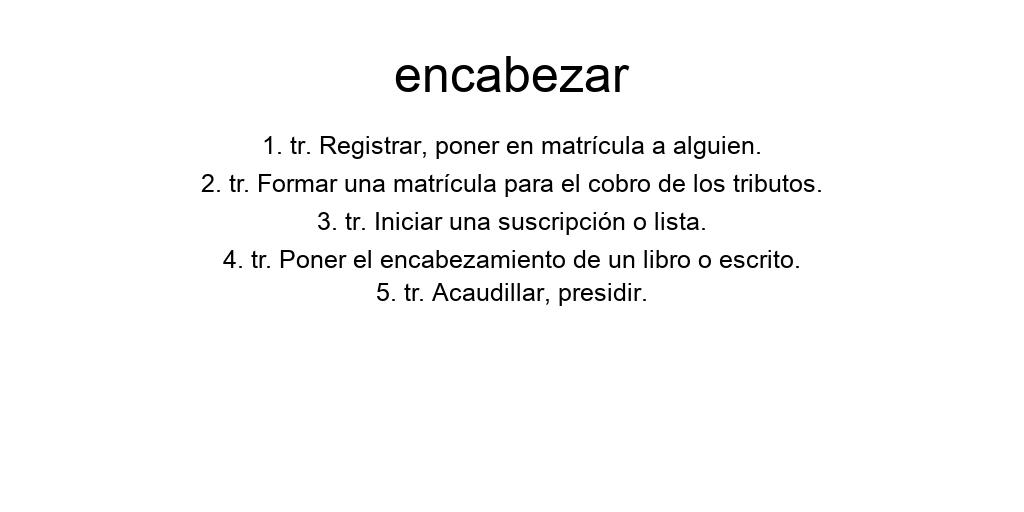 encabezar
1. tr. Registrar, poner en matrícula a alguien.
2. tr. Formar una matrícula para el cobro de los tributos.
3. tr. Iniciar una suscripción o lista.
4. tr. Poner el encabezamiento de un libro o escrito.
5. tr. Acaudillar, presidir.